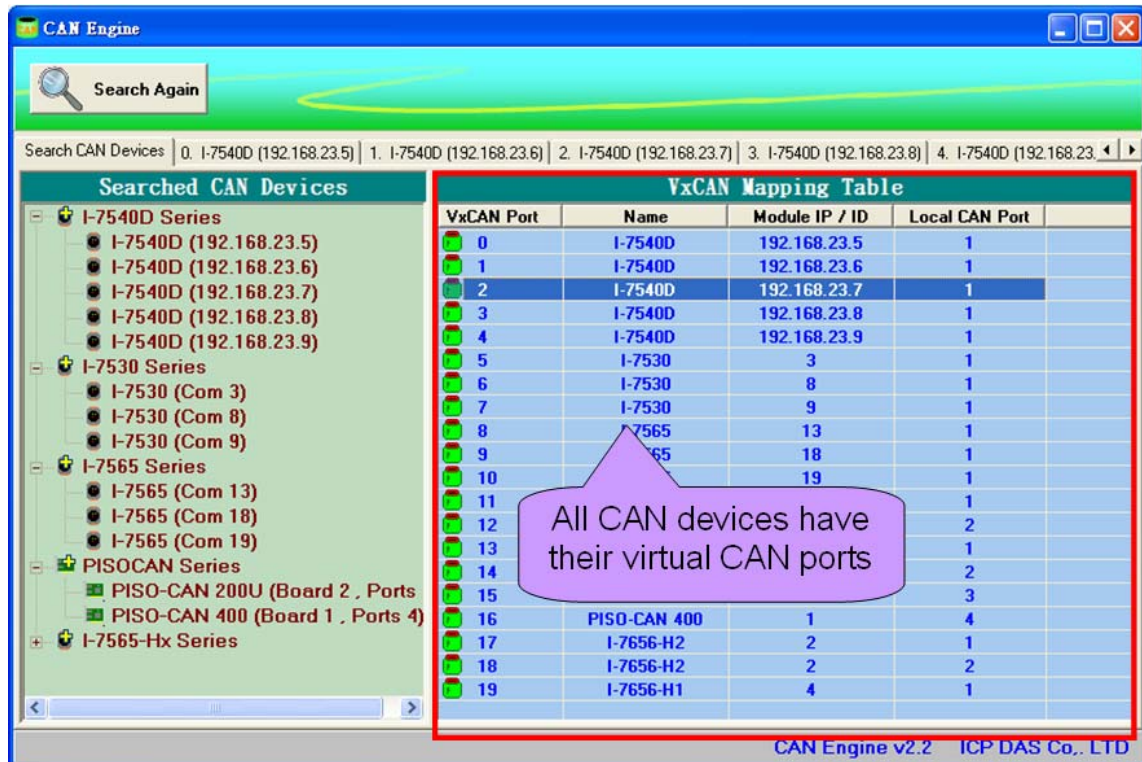 CAN Engine
Search Again
Search CAN Devices 0. I-7540D (192.168.23.5) 1. I-7540D (192.168.23.6) 2. I-7540D (192.168.23.7) 3. I-7540D (192.168.23.8) 4. I-7540D (192.168.23.
Searched CAN Devices
I-7540D Series
I-7540D (192.168.23.5)
I-7540D (192.168.23.6)
I-7540D (192.168.23.7)
I-7540D (192.168.23.8)
I-7540D (192.168.23.9)
I-7530 Series
I-7530 (Com 3)
I-7530 (Com 8)
I-7530 (Com 9)
I-7565 Series
I-7565 (Com 13)
I-7565 (Com 18)
I-7565 (Com 19)
PISOCAN Series
PISO-CAN 200U (Board 2 , Ports
PISO-CAN 400 (Board 1 , Ports 4)
I-7565-Hx Series
VxCAN Mapping Table
VxCAN Port Name Module IP / ID Local CAN Port
0 I-7540D 192.168.23.5 1
1 I-7540D 192.168.23.6 1
2 I-7540D 192.168.23.7 1
3 I-7540D 192.168.23.8 1
4 I-7540D 192.168.23.9 1
5 I-7530 3 1
6 I-7530 8 1
7 I-7530 9 1
8 7565 13 1
9 65 18 1
10 19 1
11 1
12 2
13 1
14 2
15 3
16 PISO-CAN 400 1 4
17 I-7656-H2 2 1
18 I-7656-H2 2 2
19 I-7656-H1 4 1
All CAN devices have
their virtual CAN ports
CAN Engine v2.2 ICP DAS Co,. LTD